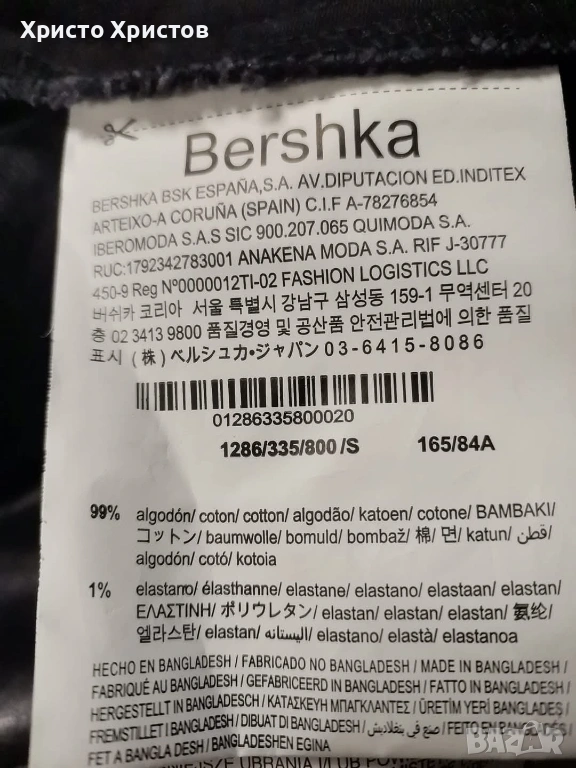 Христо Христов
Bershka
BERSHKA BSK ESPAÑA,S.A. AV.DIPUTACION ED.INDITEX
ARTEIXO-A CORUÑA (SPAIN) C.I.F A-78276854
IBEROMODA S.A.S SIC 900.207.065 QUIMODA S.A.
RUC:1792342783001 ANAKENA MODA S.A. RIF J-30777
450-9 Reg Nº0000012TI-02 FASHION LOGISTICS LLC
버쉬카 코리아 서울 특별시 강남구 삼성동 159-1 무역센터 20
층 02 3413 9800 품질경영 및 공산품 안전관리법에 의한 품질
표시 (株) ベルシュカ・ジャパン 03-6415-8086
01286335800020
1286/335/800 /S 165/84A
99% algodón/ coton/ cotton/ algodão/ katoen/ cotone/ BAMBAKI/
コットン/ baumwolle/ bomuld/ bombaž/ 棉/ 면/ katun/ قطن/
algodón/ cotó/ kotoia
1% elastano/ élasthanne/ elastane/ elastano/ elastaan/ elastan/
ΕΛΑΣΤΙΝΗ/ ポリウレタン/ elastan/ elastan/ elastan/ 氨纶/
엘라스탄/ elastan/ اليستانه/ elastano/ elastà/ elastanoa
HECHO EN BANGLADESH / FABRICADO NO BANGLADESH / MADE IN BANGLADESH /
FABRIQUÉ AU BANGLADESH / GEFABRICEERD IN BANGLADESH / FATTO IN BANGLADESH /
HERGESTELLT IN BANGLADESCH / ΚΑΤΑΣΚΕΥΗ ΜΠΑΓΚΛΑΝΤΕΣ / ÜRETİM YERİ BANGLADEŞ /
FREMSTILLET I BANGLADESH / DIBUAT DI BANGLADESH / صنع في بنغلاديش / FEITO EN BANGLADESH /
FET A BANGLA DESH / BANGLADESHEN EGINA
UBRANIA I/LUB
BAZAR